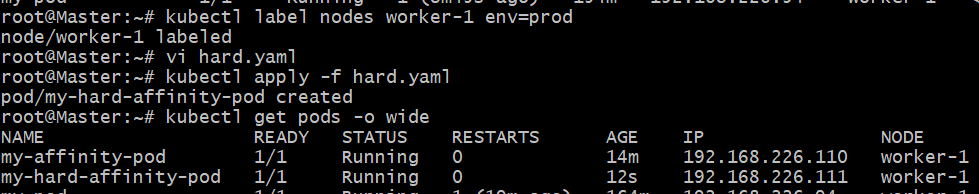 root@Master:~# kubectl label nodes worker-1 env=prod
node/worker-1 labeled
root@Master:~# vi hard.yaml
root@Master:~# kubectl apply -f hard.yaml
pod/my-hard-affinity-pod created
root@Master:~# kubectl get pods -o wide
NAME READY STATUS RESTARTS AGE IP NODE
my-affinity-pod 1/1 Running 0 14m 192.168.226.110 worker-1
my-hard-affinity-pod 1/1 Running 0 12s 192.168.226.111 worker-1